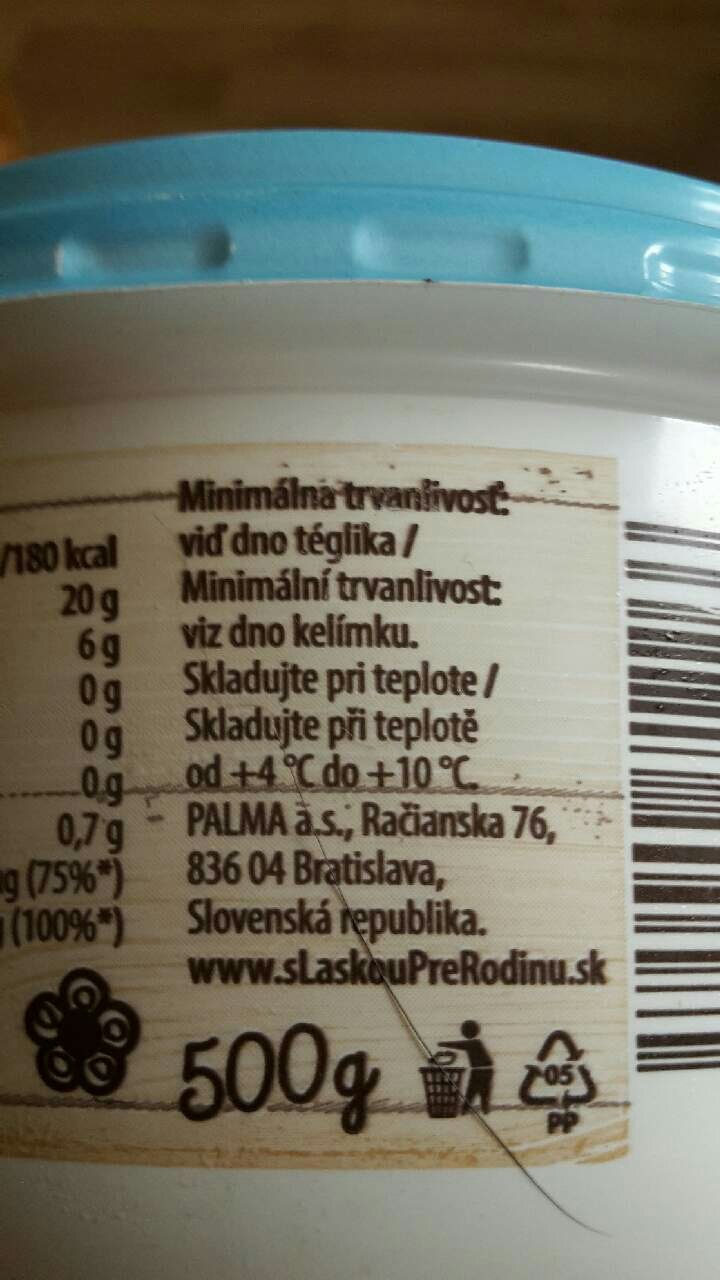 /180 kcal
20 g
6 g
0 g
0 g
0 g
0,7 g
g (75%*)
(100%*)
Minimálna trvanlivosť:
viď dno téglika /
Minimální trvanlivost:
viz dno kelímku.
Skladujte pri teplote /
Skladujte při teplotě
od +4 °C do +10 °C.
PALMA a.s., Račianska 76,
836 04 Bratislava,
Slovenská republika.
www.sLaskouPreRodinu.sk
500g
05
PP